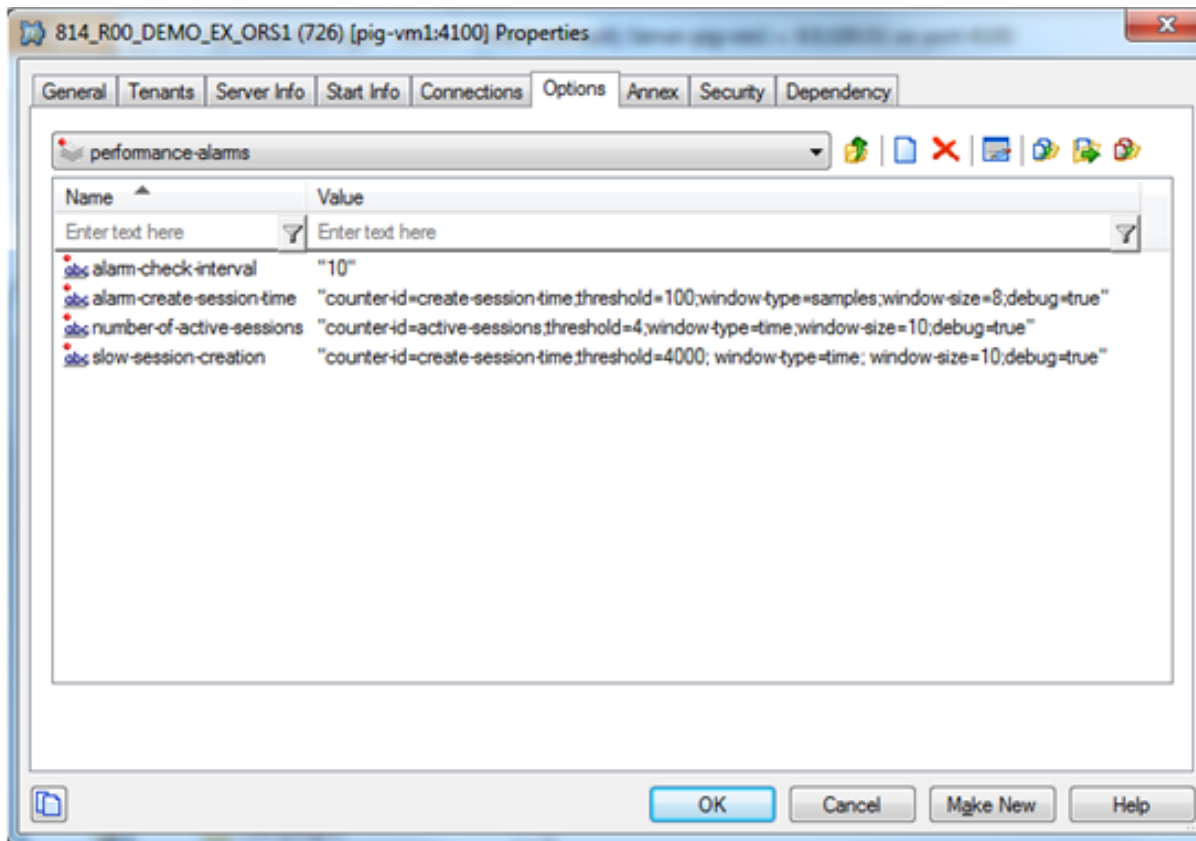 814_R00_DEMO_EX_ORS1 (726) [pig-vm1:4100] Properties
General Tenants Server Info Start Info Connections Options Annex Security Dependency
performance-alarms
Name Value
Enter text here Enter text here
abc alarm-check-interval "10"
abc alarm-create-session-time "counter-id=create-session-time;threshold=100;window-type=samples;window-size=8;debug=true"
abc number-of-active-sessions "counter-id=active-sessions;threshold=4;window-type=time;window-size=10;debug=true"
abc slow-session-creation "counter-id=create-session-time;threshold=4000; window-type=time; window-size=10;debug=true"
OK Cancel Make New Help